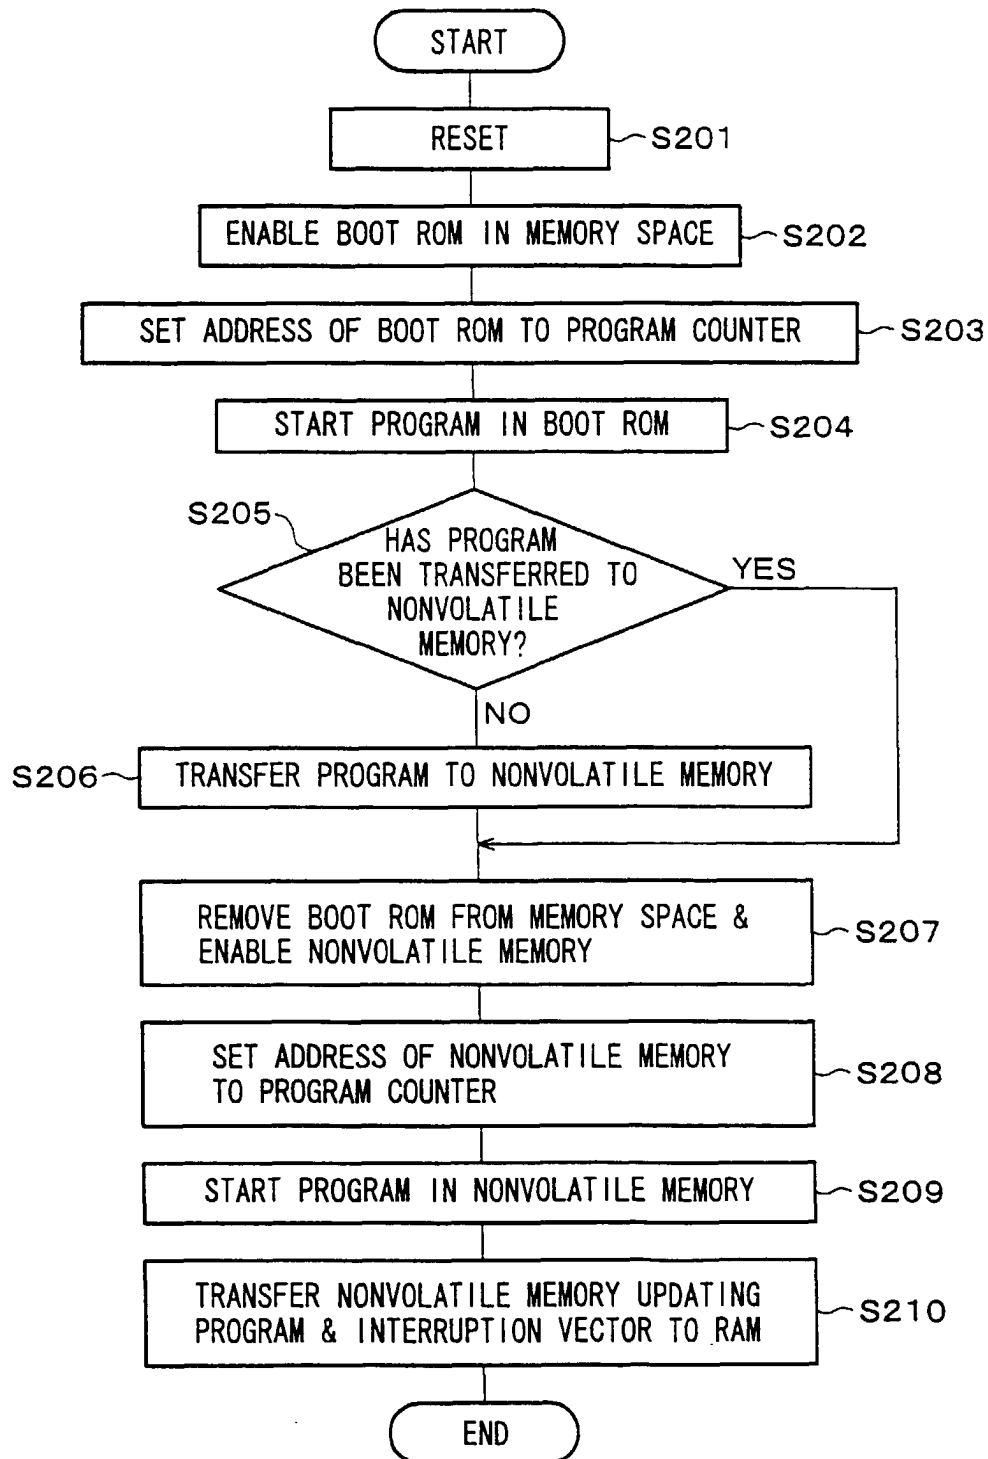 START
RESET
S201
ENABLE BOOT ROM IN MEMORY SPACE
S202
SET ADDRESS OF BOOT ROM TO PROGRAM COUNTER
S203
START PROGRAM IN BOOT ROM
S204
S205
HAS PROGRAM
BEEN TRANSFERRED TO
NONVOLATILE
MEMORY?
YES
NO
S206
TRANSFER PROGRAM TO NONVOLATILE MEMORY
REMOVE BOOT ROM FROM MEMORY SPACE &
ENABLE NONVOLATILE MEMORY
S207
SET ADDRESS OF NONVOLATILE MEMORY
TO PROGRAM COUNTER
S208
START PROGRAM IN NONVOLATILE MEMORY
S209
TRANSFER NONVOLATILE MEMORY UPDATING
PROGRAM & INTERRUPTION VECTOR TO RAM
S210
END